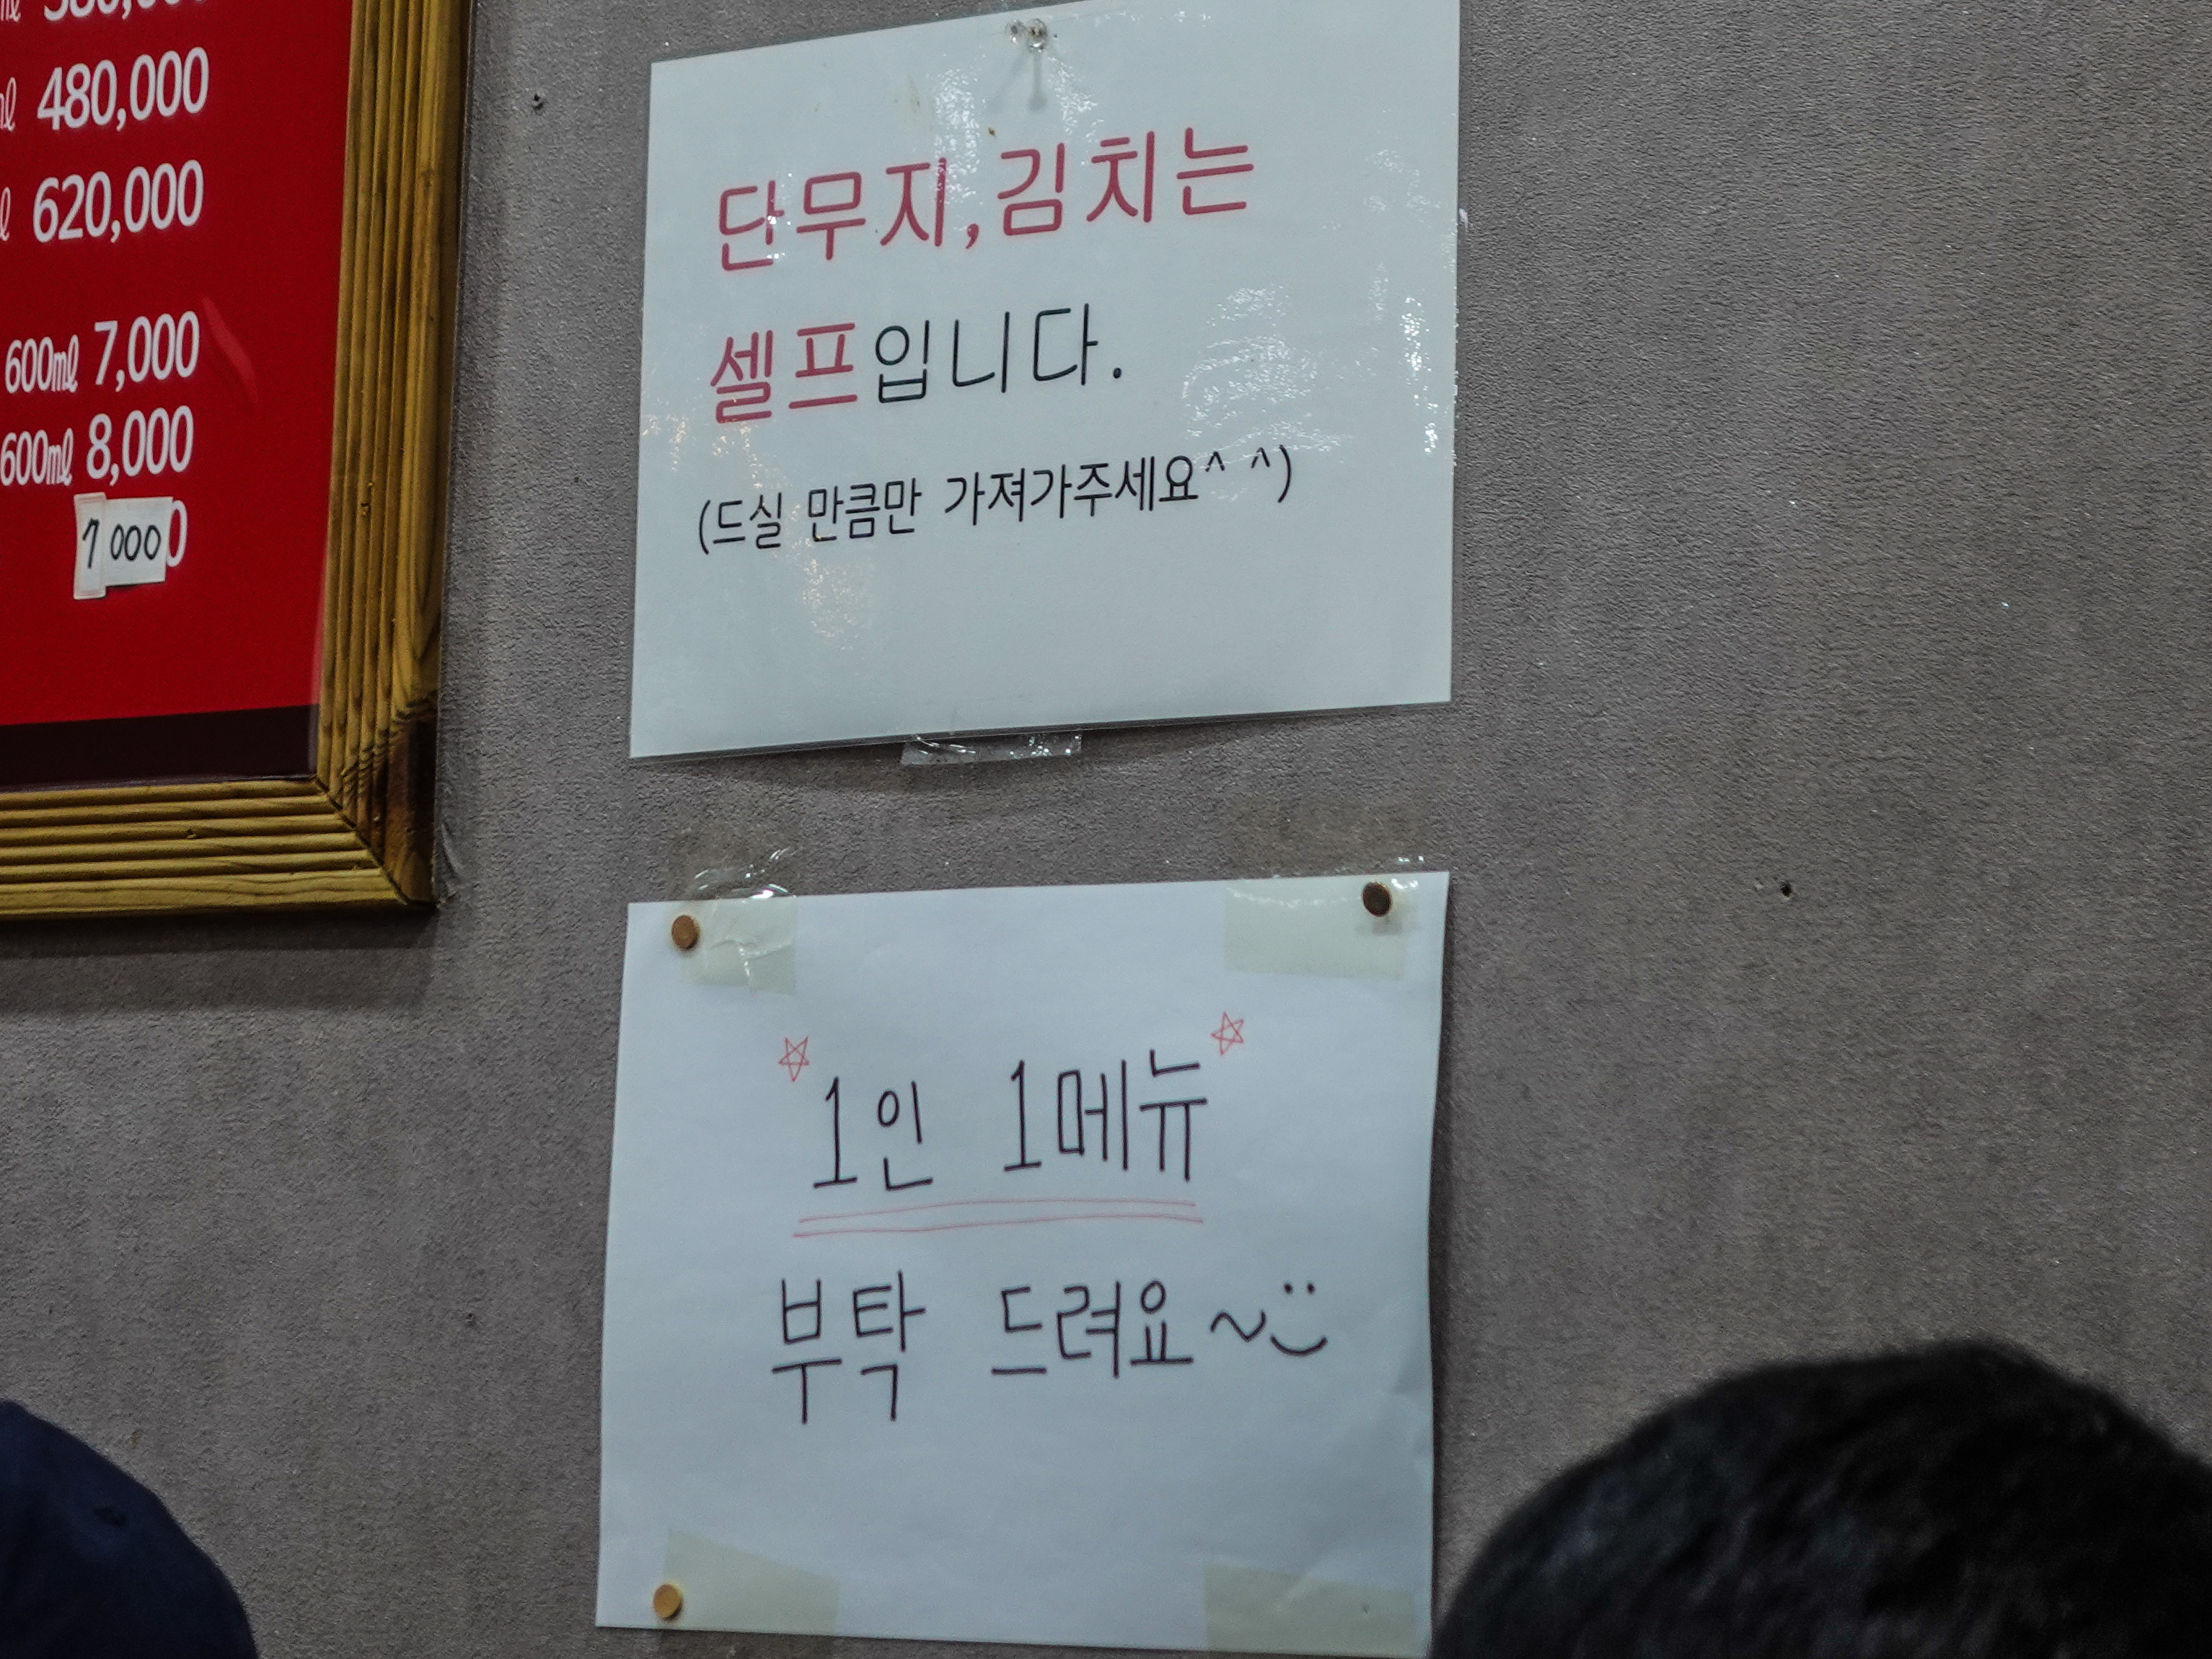 480,000
620,000
600㎖ 7,000
600㎖ 8,000
7000
단무지,김치는
셀프입니다.
(드실 만큼만 가져가주세요^ ^)
1인 1메뉴
부탁 드려요~